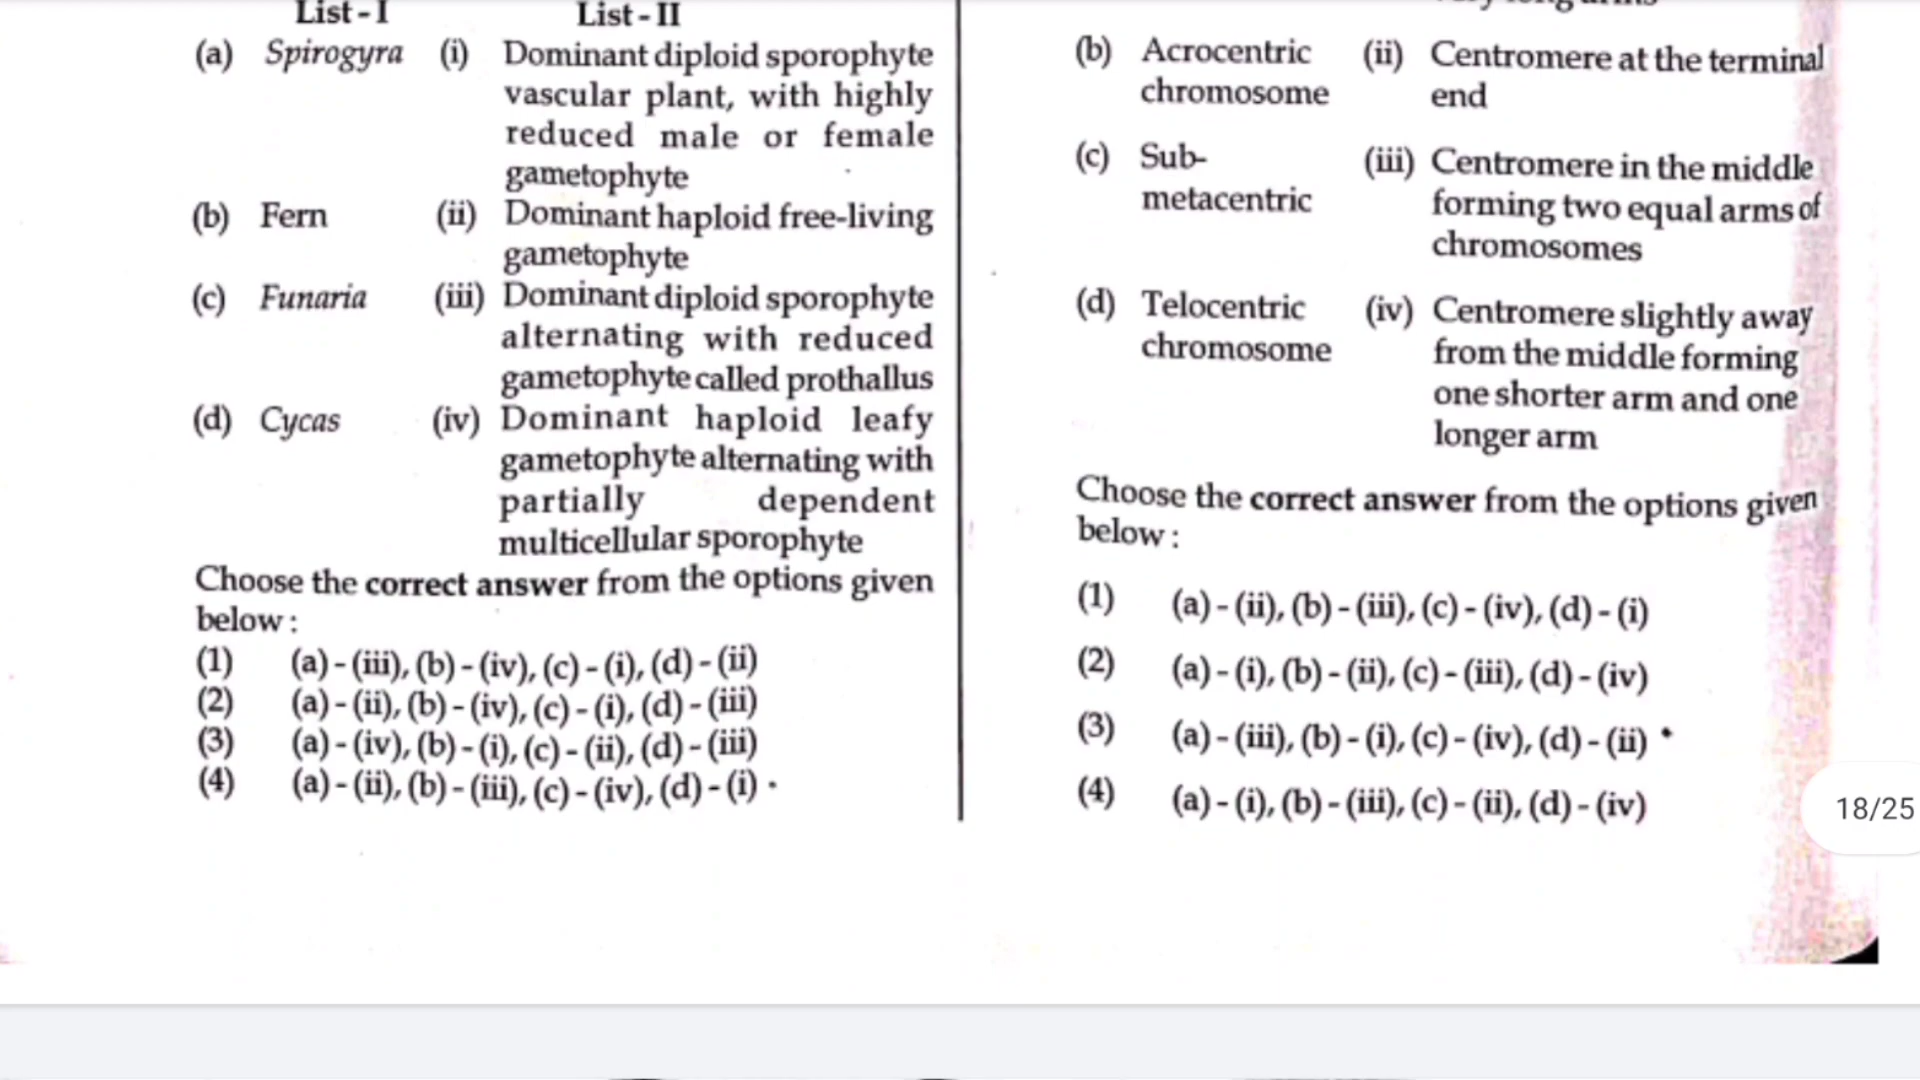 List - I List - II
(a) Spirogyra (i) Dominant diploid sporophyte
vascular plant, with highly
reduced male or female
gametophyte
(b) Fern (ii) Dominant haploid free-living
gametophyte
(c) Funaria (iii) Dominant diploid sporophyte
alternating with reduced
gametophyte called prothallus
(d) Cycas (iv) Dominant haploid leafy
gametophyte alternating with
partially dependent
multicellular sporophyte
Choose the correct answer from the options given
below :
(1) (a) - (iii), (b) - (iv), (c) - (i), (d) - (ii)
(2) (a) - (ii), (b) - (iv), (c) - (i), (d) - (iii)
(3) (a) - (iv), (b) - (i), (c) - (ii), (d) - (iii)
(4) (a) - (ii), (b) - (iii), (c) - (iv), (d) - (i)
(b) Acrocentric (ii) Centromere at the terminal
chromosome end
(c) Sub- (iii) Centromere in the middle
metacentric forming two equal arms of
chromosomes
(d) Telocentric (iv) Centromere slightly away
chromosome from the middle forming
one shorter arm and one
longer arm
Choose the correct answer from the options given
below :
(1) (a) - (ii), (b) - (iii), (c) - (iv), (d) - (i)
(2) (a) - (i), (b) - (ii), (c) - (iii), (d) - (iv)
(3) (a) - (iii), (b) - (i), (c) - (iv), (d) - (ii)
(4) (a) - (i), (b) - (iii), (c) - (ii), (d) - (iv)
18/25